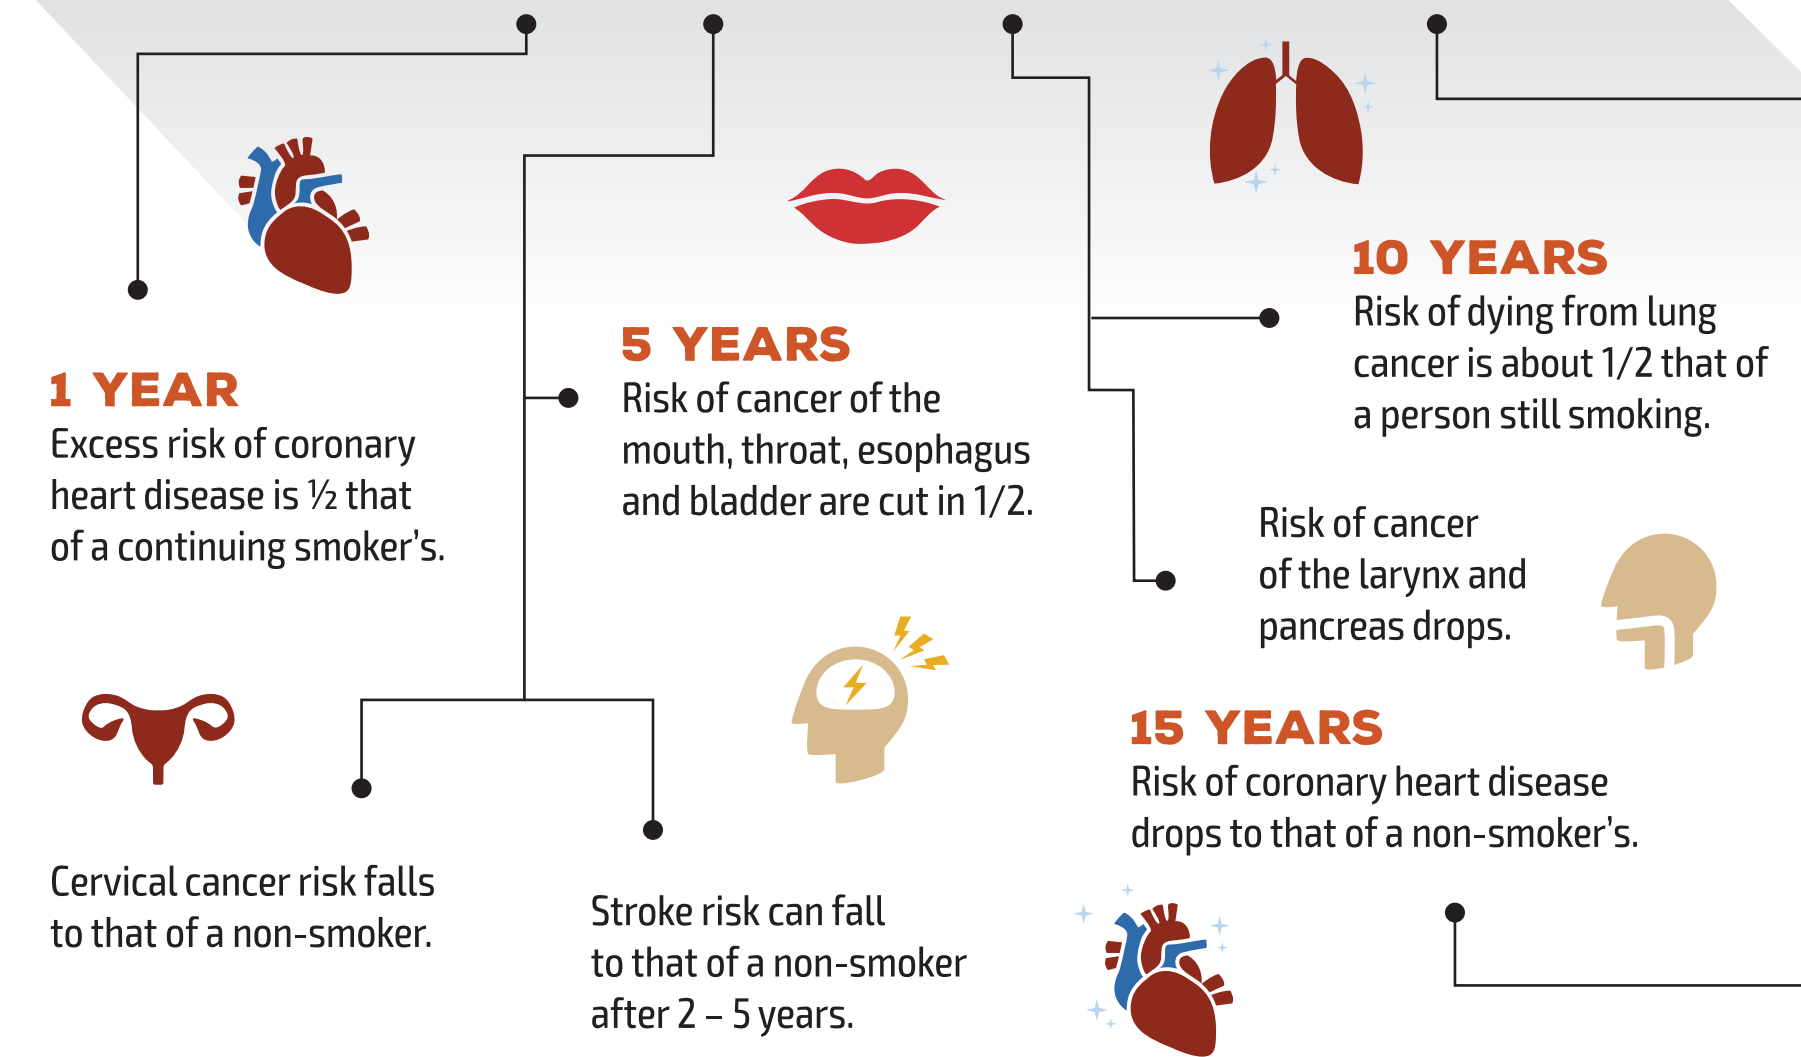 1 YEAR
Excess risk of coronary
heart disease is ½ that
of a continuing smoker’s.
5 YEARS
Risk of cancer of the
mouth, throat, esophagus
and bladder are cut in 1/2.
Cervical cancer risk falls
to that of a non-smoker.
Stroke risk can fall
to that of a non-smoker
after 2 – 5 years.
10 YEARS
Risk of dying from lung
cancer is about 1/2 that of
a person still smoking.
Risk of cancer
of the larynx and
pancreas drops.
15 YEARS
Risk of coronary heart disease
drops to that of a non-smoker’s.